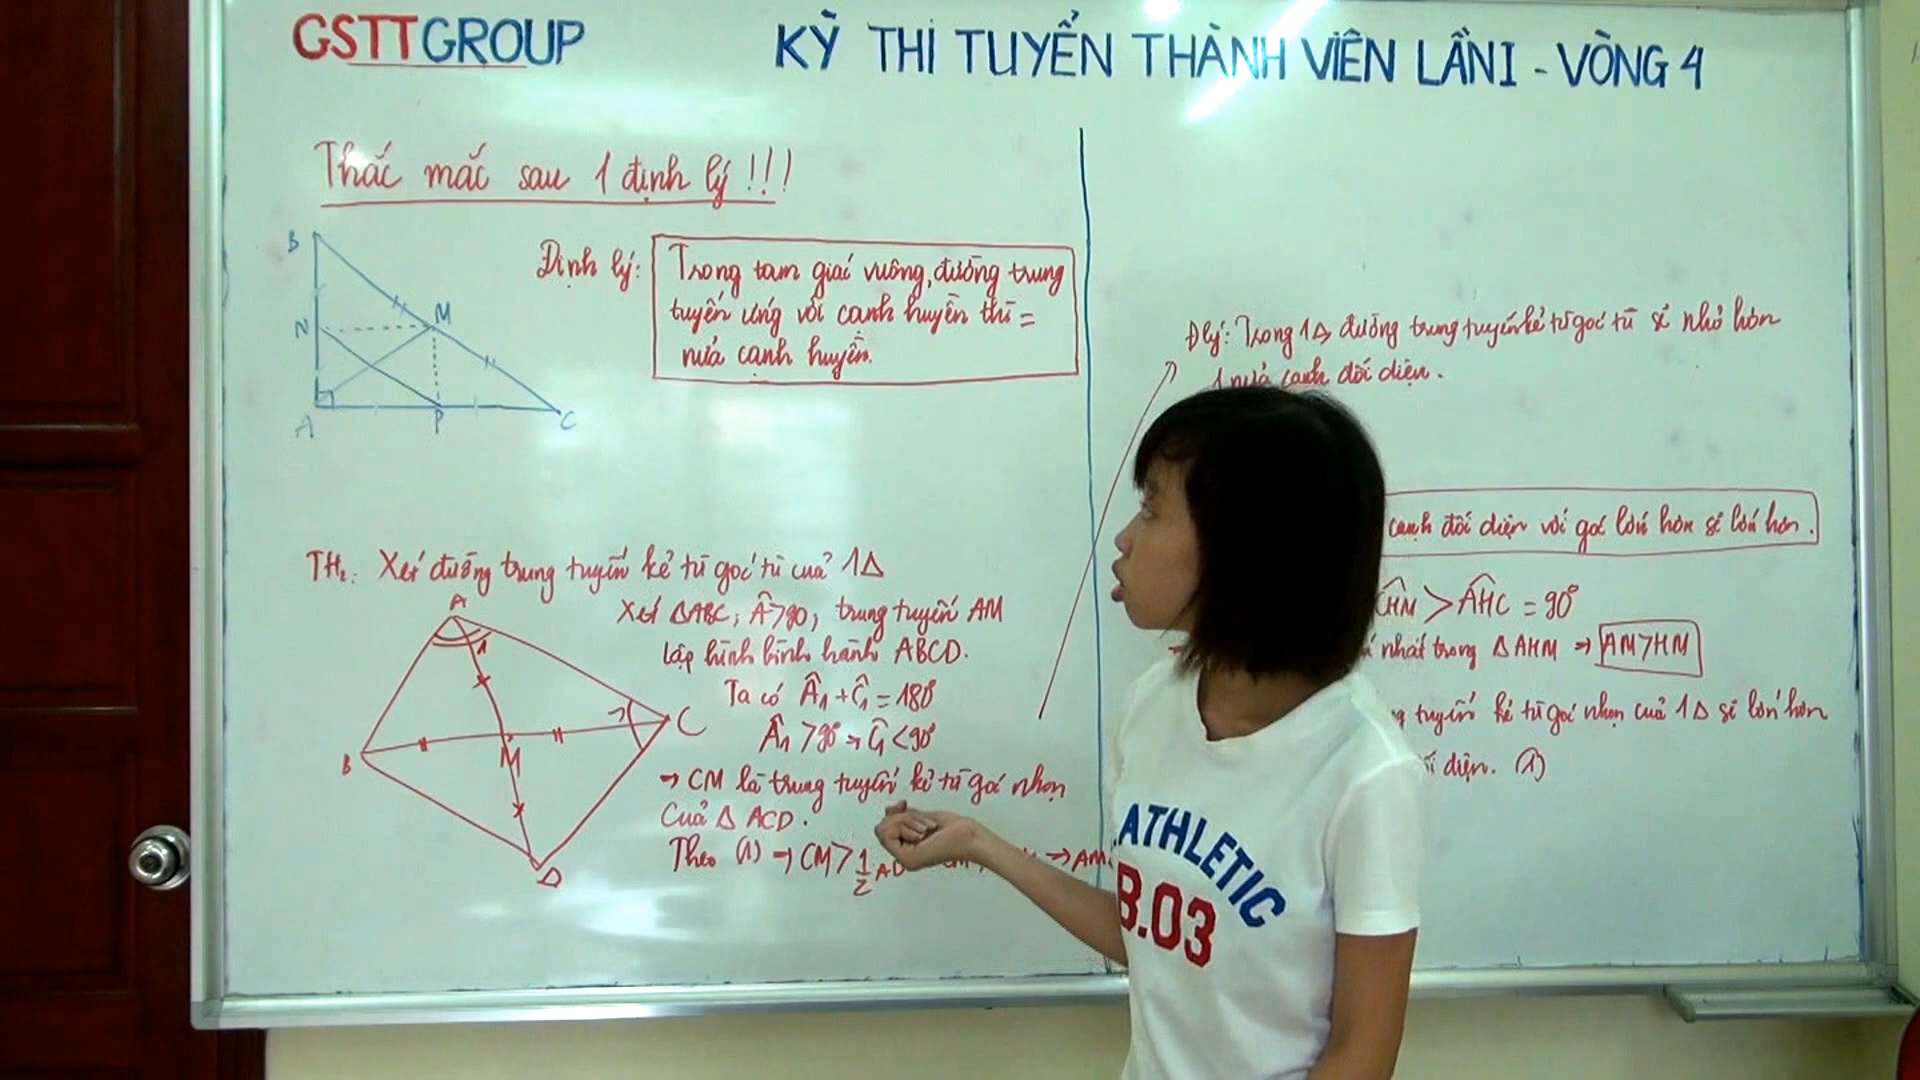 GSTTGROUP
KỲ THI TUYỂN THÀNH VIÊN LẦN I - VÒNG 4
Thắc mắc sau 1 định lý !!!
Định lý:
Trong tam giác vuông, đường trung
tuyến ứng với cạnh huyền thì =
nửa cạnh huyền.
B
N
M
A
P
C
TH2: Xét đường trung tuyến kẻ từ góc tù của 1Δ
Xét ΔABC, Â>90, trung tuyến AM
lập hình bình hành ABCD.
Ta có Â1 + Ĉ1 = 180°
Â1 > 90° → Ĉ1 < 90°
→ CM là trung tuyến kẻ từ góc nhọn
Của Δ ACD.
Theo (1) → CM > 1/2 AD
→ AM
A
1
B
M
C
D
Đlý: Trong 1Δ đường trung tuyến kẻ từ góc tù sẽ nhỏ hơn
1 nửa cạnh đối diện.
cạnh đối diện với góc lớn hơn sẽ lớn hơn.
CHM > AHC = 90°
nhất trong Δ AHM → AM>HM
tuyến kẻ từ góc nhọn của 1Δ sẽ lớn hơn
đối diện. (1)
ATHLETIC
B.03